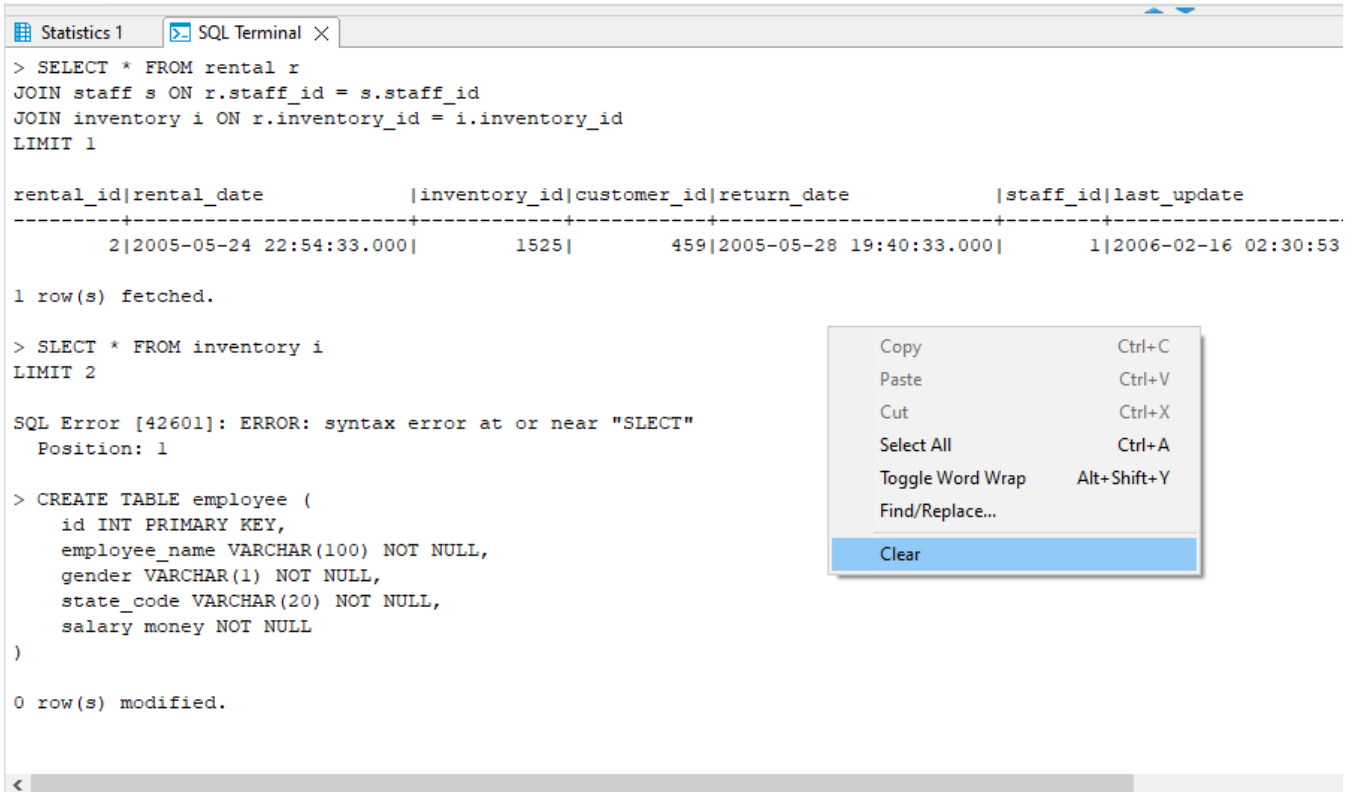 Statistics 1 SQL Terminal
> SELECT * FROM rental r
JOIN staff s ON r.staff_id = s.staff_id
JOIN inventory i ON r.inventory_id = i.inventory_id
LIMIT 1
rental_id|rental_date |inventory_id|customer_id|return_date |staff_id|last_update
---------+-----------------------+------------+-----------+-----------------------+--------+-------------------
2|2005-05-24 22:54:33.000| 1525| 459|2005-05-28 19:40:33.000| 1|2006-02-16 02:30:53
1 row(s) fetched.
> SLECT * FROM inventory i
LIMIT 2
SQL Error [42601]: ERROR: syntax error at or near "SLECT"
Position: 1
> CREATE TABLE employee (
id INT PRIMARY KEY,
employee_name VARCHAR(100) NOT NULL,
gender VARCHAR(1) NOT NULL,
state_code VARCHAR(20) NOT NULL,
salary money NOT NULL
)
0 row(s) modified.
Copy Ctrl+C
Paste Ctrl+V
Cut Ctrl+X
Select All Ctrl+A
Toggle Word Wrap Alt+Shift+Y
Find/Replace...
Clear